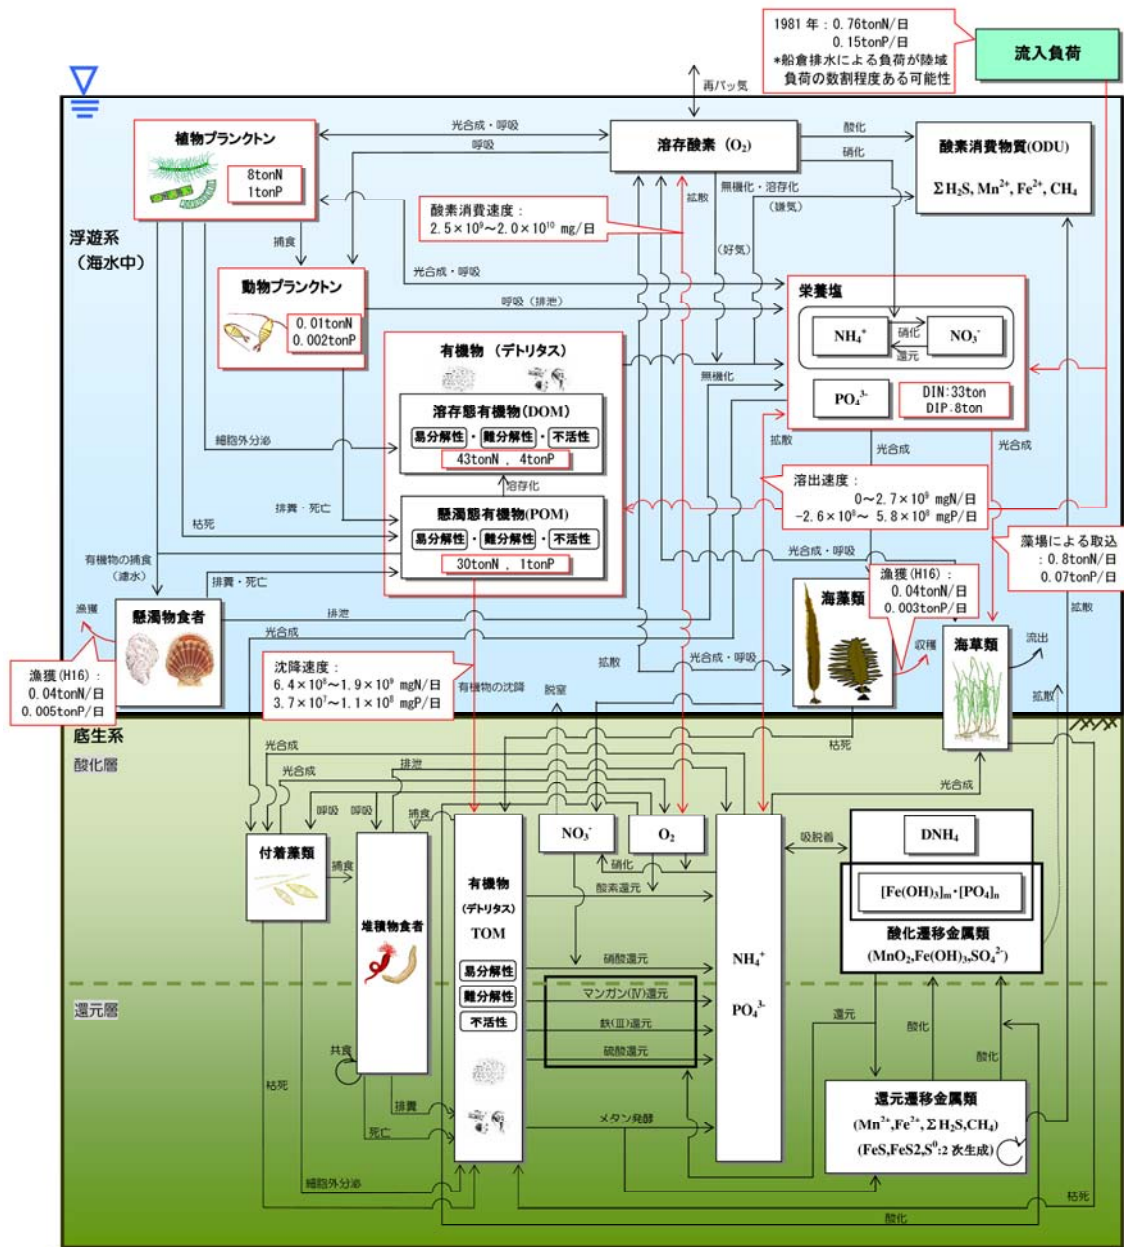 1981年：0.76tonN/日
0.15tonP/日
*船倉排水による負荷が陸域
負荷の数割程度ある可能性
流入負荷
再バッ気
植物プランクトン
8tonN
1tonP
光合成・呼吸
呼吸
溶存酸素（O₂）
酸化
硝化
酸素消費物質(ODU)
ΣH₂S, Mn²⁺, Fe²⁺, CH₄
無機化・溶存化
（嫌気）
拡散
酸素消費速度：
2.5×10⁹～2.0×10¹⁰ mg/日
（好気）
浮遊系
（海水中）
捕食
光合成・呼吸
動物プランクトン
0.01tonN
0.002tonP
呼吸（排泄）
栄養塩
NH₄⁺
硝化
還元
NO₃⁻
PO₄³⁻
DIN:33ton
DIP:8ton
有機物（デトリタス）
無機化
溶存態有機物(DOM)
易分解性・難分解性・不活性
43tonN , 4tonP
細胞外分泌
拡散
光合成
光合成
溶存化
溶出速度：
0～2.7×10⁹ mgN/日
-2.6×10⁸～ 5.8×10⁸ mgP/日
排糞・死亡
懸濁態有機物(POM)
易分解性・難分解性・不活性
30tonN , 1tonP
枯死
藻場による取込
: 0.8tonN/日
0.07tonP/日
拡散
有機物の捕食
（濾水）
排糞・死亡
光合成・呼吸
漁獲(H16)：
0.04tonN/日
0.003tonP/日
海藻類
収穫
漁獲
懸濁物食者
排泄
光合成
海草類
流出
拡散
漁獲(H16)：
0.04tonN/日
0.005tonP/日
沈降速度：
6.4×10⁸～1.9×10⁹ mgN/日
3.7×10⁷～1.1×10⁸ mgP/日
有機物の沈降
拡散
光合成・呼吸
脱窒
底生系
酸化層
光合成
排泄
枯死
光合成
光合成
呼吸
呼吸
捕食
NO₃⁻
O₂
吸脱着
DNH₄
付着藻類
捕食
硝化
有機物
(デトリタス)
TOM
酸素還元
[Fe(OH)₃]ₘ・[PO₄]ₙ
堆積物食者
酸化遷移金属類
(MnO₂,Fe(OH)₃,SO₄²⁻)
易分解性
難分解性
不活性
硝酸還元
NH₄⁺
PO₄³⁻
還元層
マンガン(Ⅳ)還元
鉄(Ⅲ)還元
硫酸還元
還元
酸化
酸化
共食
枯死
排糞
死亡
メタン発酵
還元遷移金属類
(Mn²⁺,Fe²⁺,ΣH₂S,CH₄)
(FeS,FeS2,S⁰:2 次生成)
細胞外分泌
枯死
酸化